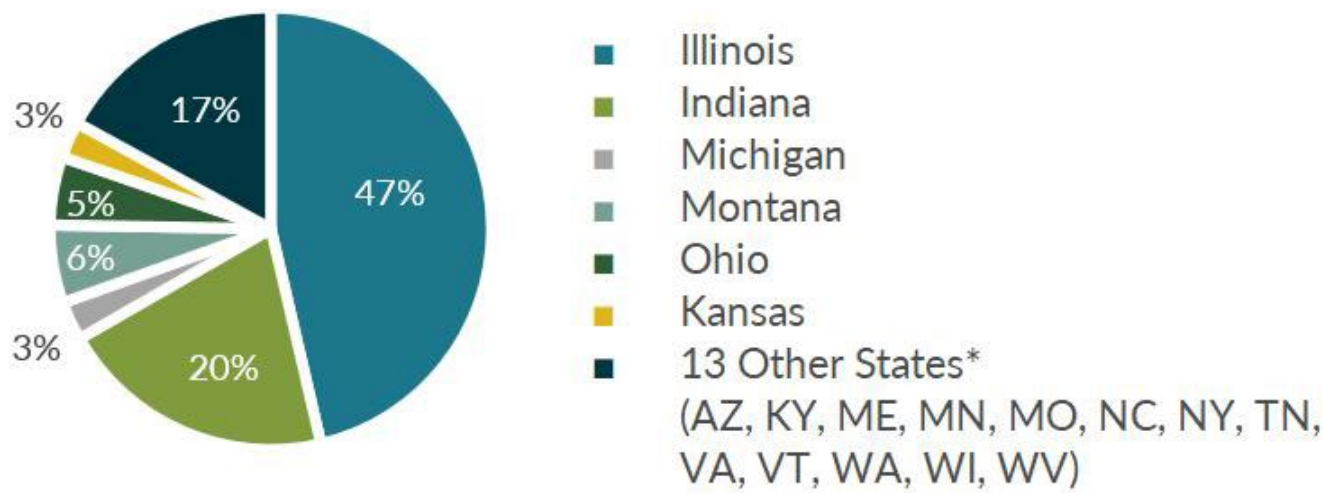 17%
3%
47%
5%
6%
3%
20%
Illinois
Indiana
Michigan
Montana
Ohio
Kansas
13 Other States*
(AZ, KY, ME, MN, MO, NC, NY, TN,
VA, VT, WA, WI, WV)